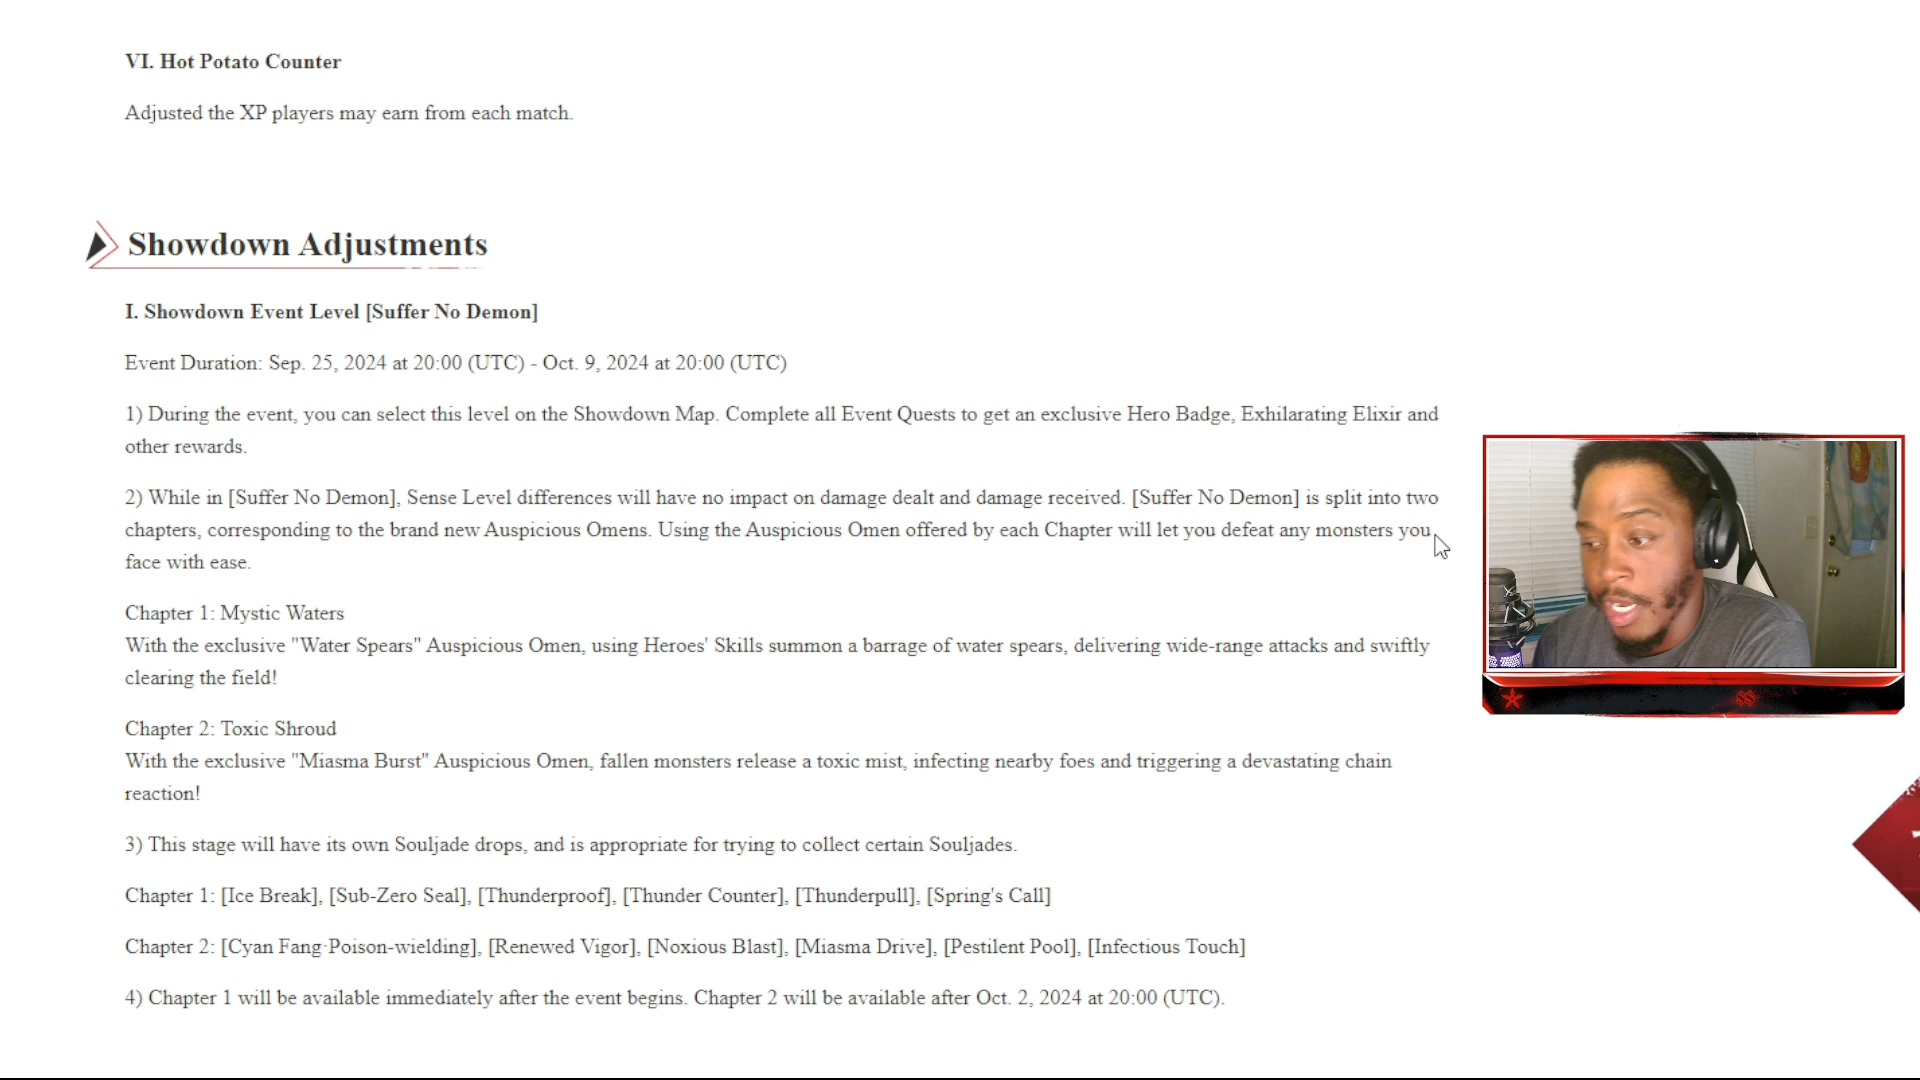 VI. Hot Potato Counter
Adjusted the XP players may earn from each match.
Showdown Adjustments
I. Showdown Event Level [Suffer No Demon]
Event Duration: Sep. 25, 2024 at 20:00 (UTC) - Oct. 9, 2024 at 20:00 (UTC)
1) During the event, you can select this level on the Showdown Map. Complete all Event Quests to get an exclusive Hero Badge, Exhilarating Elixir and
other rewards.
2) While in [Suffer No Demon], Sense Level differences will have no impact on damage dealt and damage received. [Suffer No Demon] is split into two
chapters, corresponding to the brand new Auspicious Omens. Using the Auspicious Omen offered by each Chapter will let you defeat any monsters you
face with ease.
Chapter 1: Mystic Waters
With the exclusive "Water Spears" Auspicious Omen, using Heroes' Skills summon a barrage of water spears, delivering wide-range attacks and swiftly
clearing the field!
Chapter 2: Toxic Shroud
With the exclusive "Miasma Burst" Auspicious Omen, fallen monsters release a toxic mist, infecting nearby foes and triggering a devastating chain
reaction!
3) This stage will have its own Souljade drops, and is appropriate for trying to collect certain Souljades.
Chapter 1: [Ice Break], [Sub-Zero Seal], [Thunderproof], [Thunder Counter], [Thunderpull], [Spring's Call]
Chapter 2: [Cyan Fang·Poison-wielding], [Renewed Vigor], [Noxious Blast], [Miasma Drive], [Pestilent Pool], [Infectious Touch]
4) Chapter 1 will be available immediately after the event begins. Chapter 2 will be available after Oct. 2, 2024 at 20:00 (UTC).